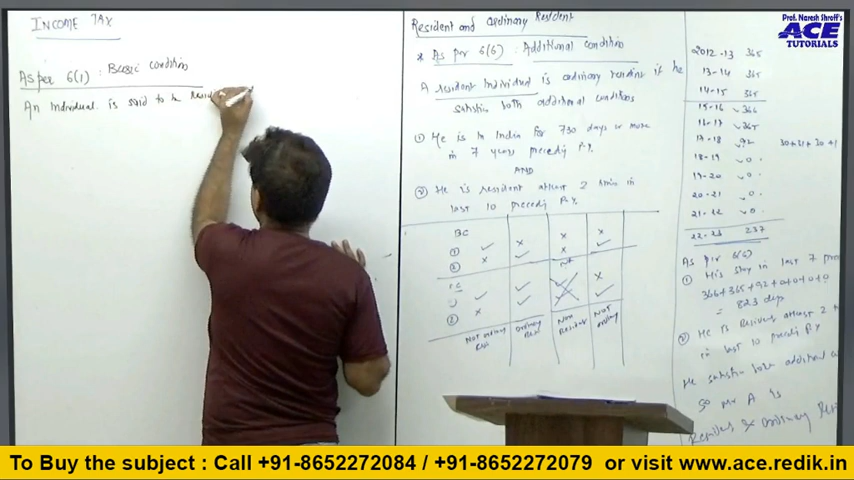 INCOME TAX
As per 6(1) : Basic condition
An Individual is said to be Resid
Resident and ordinary Resident
* As per 6(6) : Additional condition
A resident individual is ordinary resident if he
satisfies both additional conditions
① He is in India for 730 days or more
in 7 years preceding P.Y.
AND
② He is resident atleast 2 times in
last 10 preceding P.Y.
BC
① ✓ × × ×
② × ✓ × ✓
① ✓ ✓ ×
② × ✓ ✓
Not ordinary Resi
ordinary Resi
Non Resident
Not ordinary
Prof. Naresh Shroff's
ACE
TUTORIALS
2012-13 365
13-14 365
14-15 365
15-16 ✓ 366
16-17 ✓ 365
17-18 ✓ 92 30+31+30+1
18-19 ✓ 0
19-20 ✓ 0
20-21 ✓ 0
21-22 ✓ 0
22-23 237
As per 6(6)
① His stay in last 7 pre
366+365+92+0+0+0+0
= 823 days
② He is Resident atleast 2
in last 10 preceding P.Y
He satisfies both additional
so Mr A is
Resident & ordinary Resi
To Buy the subject : Call +91-8652272084 / +91-8652272079 or visit www.ace.redik.in